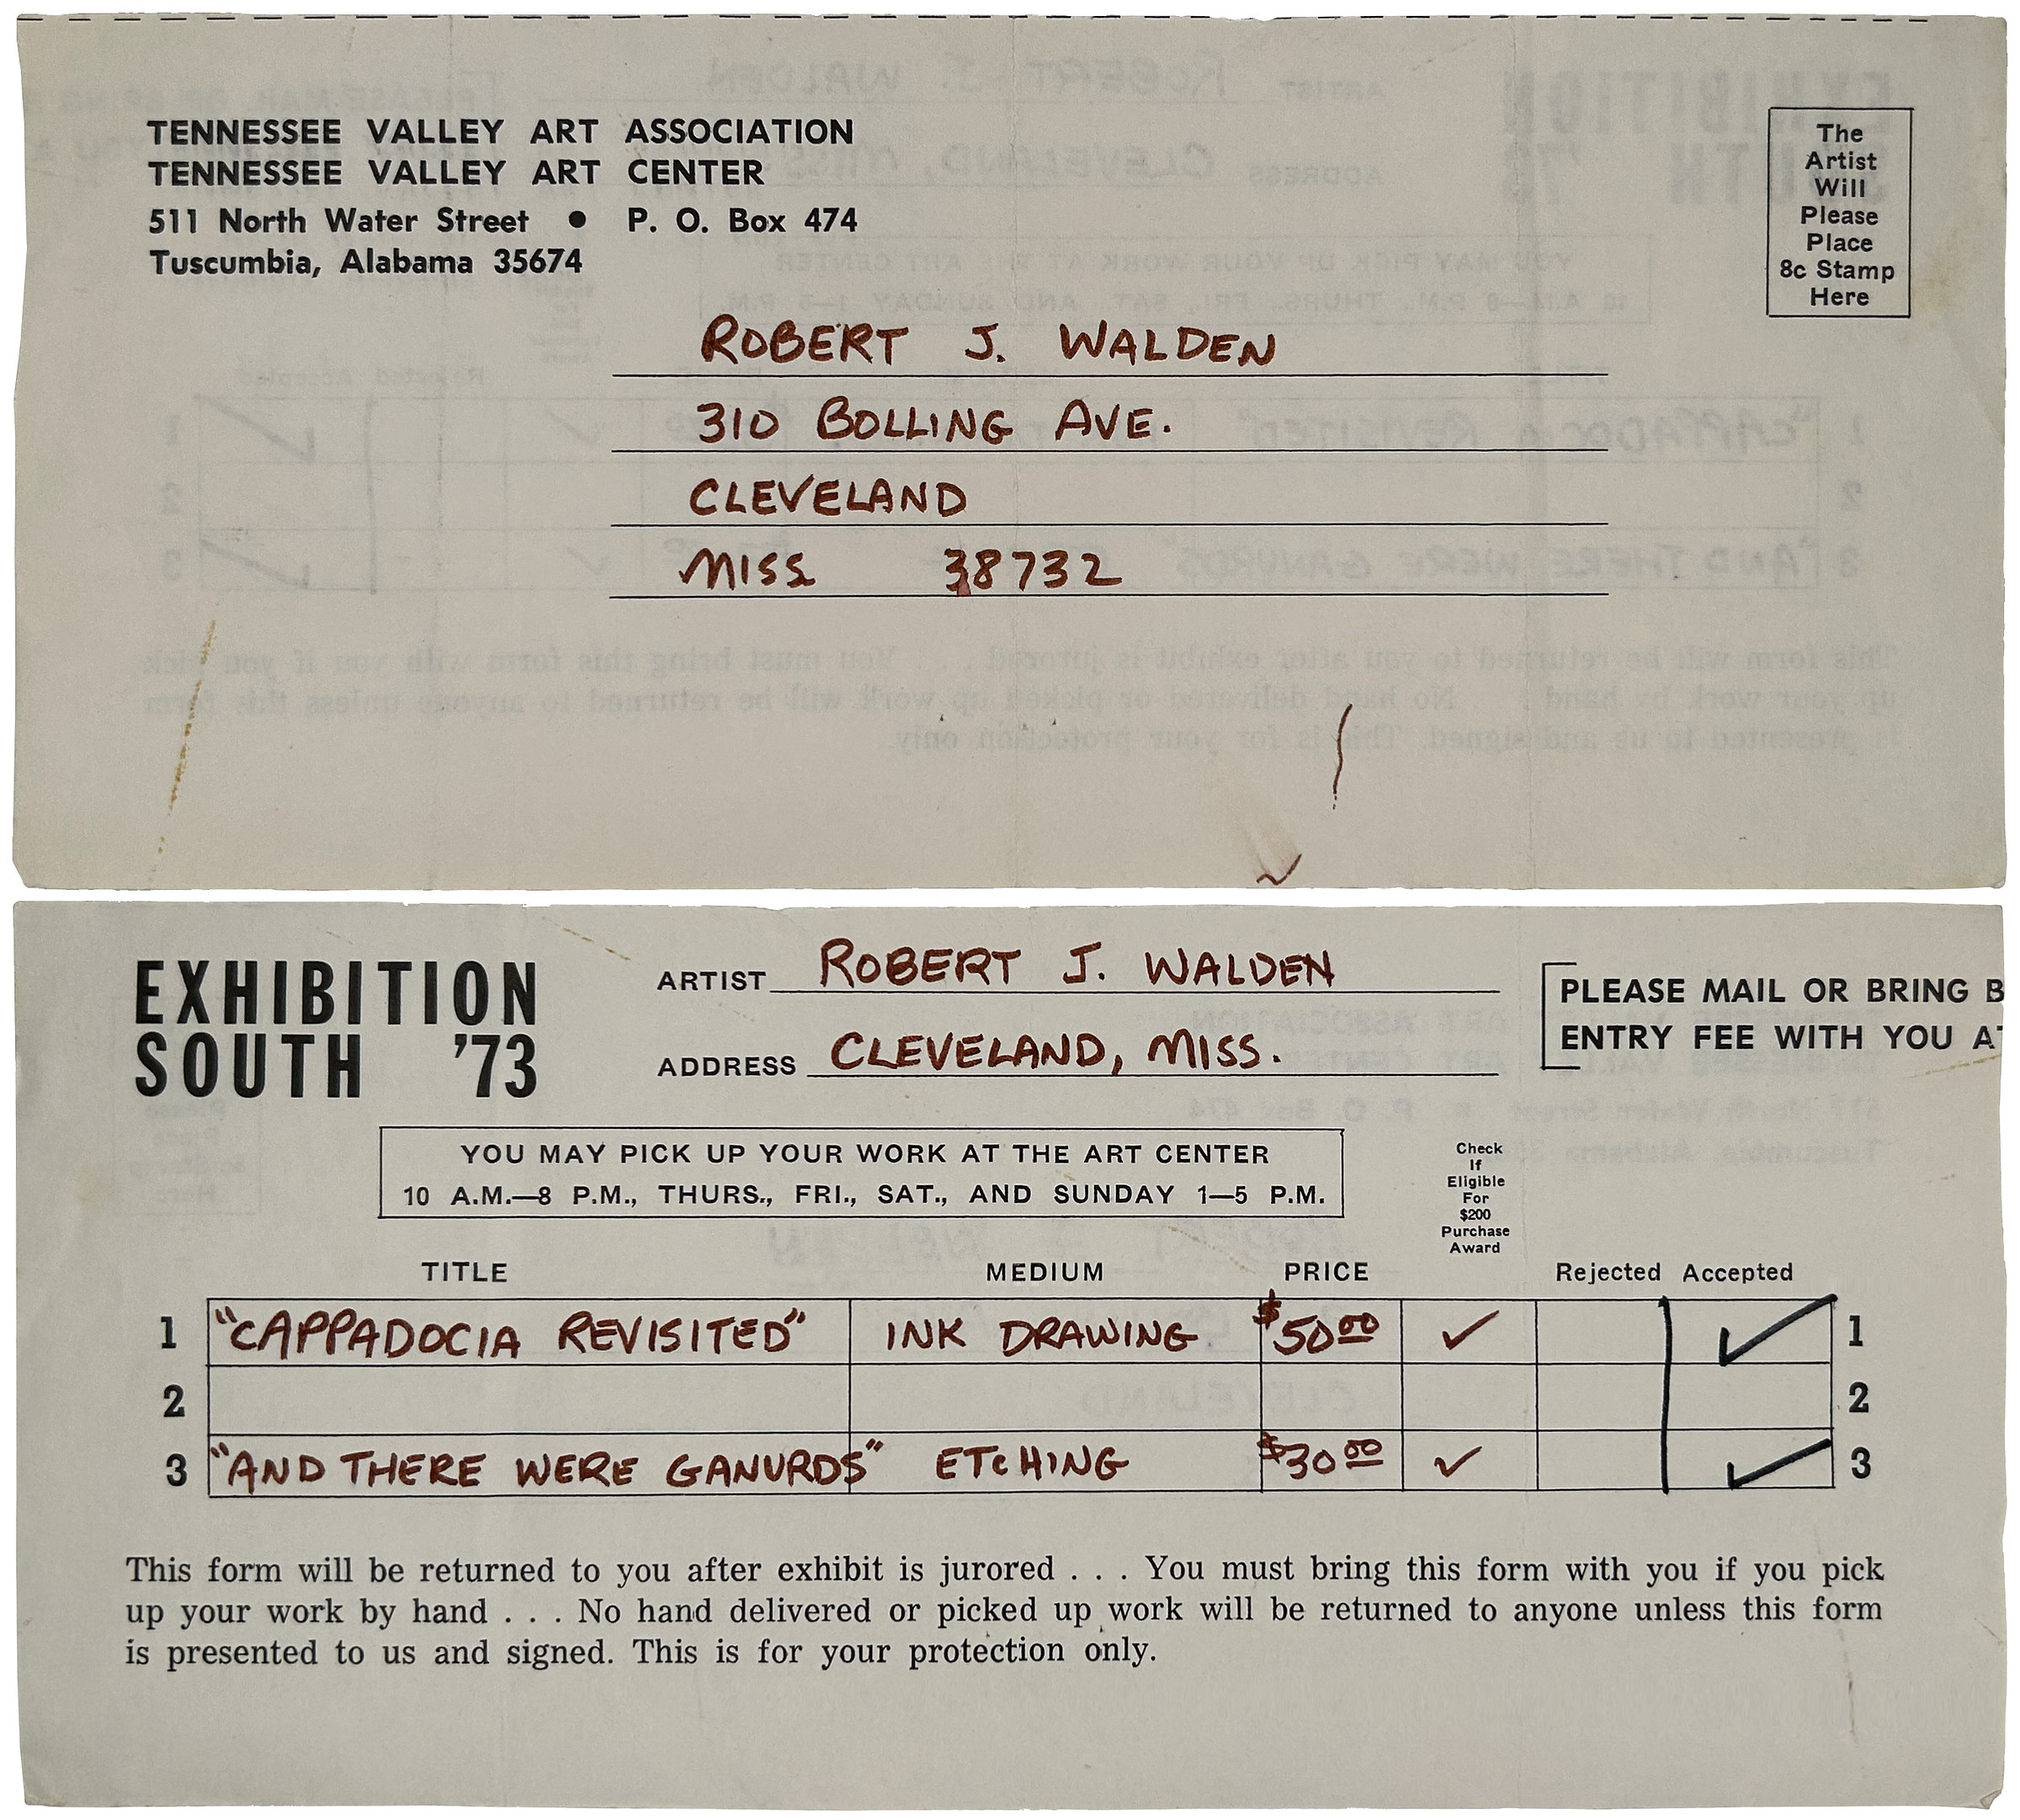 TENNESSEE VALLEY ART ASSOCIATION
TENNESSEE VALLEY ART CENTER
511 North Water Street • P. O. Box 474
Tuscumbia, Alabama 35674
The
Artist
Will
Please
Place
8c Stamp
Here
ROBERT J. WALDEN
310 BOLLING AVE.
CLEVELAND
MISS 38732
EXHIBITION
SOUTH '73
ARTIST ROBERT J. WALDEN
ADDRESS CLEVELAND, MISS.
PLEASE MAIL OR BRING B
ENTRY FEE WITH YOU AT
YOU MAY PICK UP YOUR WORK AT THE ART CENTER
10 A.M.—8 P.M., THURS., FRI., SAT., AND SUNDAY 1—5 P.M.
Check
If
Eligible
For
$200
Purchase
Award
TITLE MEDIUM PRICE Rejected Accepted
1 "CAPPADOCIA REVISITED" INK DRAWING $50.00 ✓ ✓ 1
2 2
3 "AND THERE WERE GANURDS" ETCHING $30.00 ✓ ✓ 3
This form will be returned to you after exhibit is jurored . . . You must bring this form with you if you pick
up your work by hand . . . No hand delivered or picked up work will be returned to anyone unless this form
is presented to us and signed. This is for your protection only.